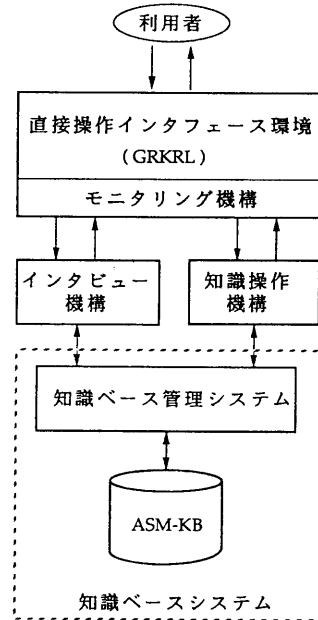 利用者
直接操作インタフェース環境
(GRKRL)
モニタリング機構
インタビュー
機構
知識操作
機構
知識ベース管理システム
ASM-KB
知識ベースシステム